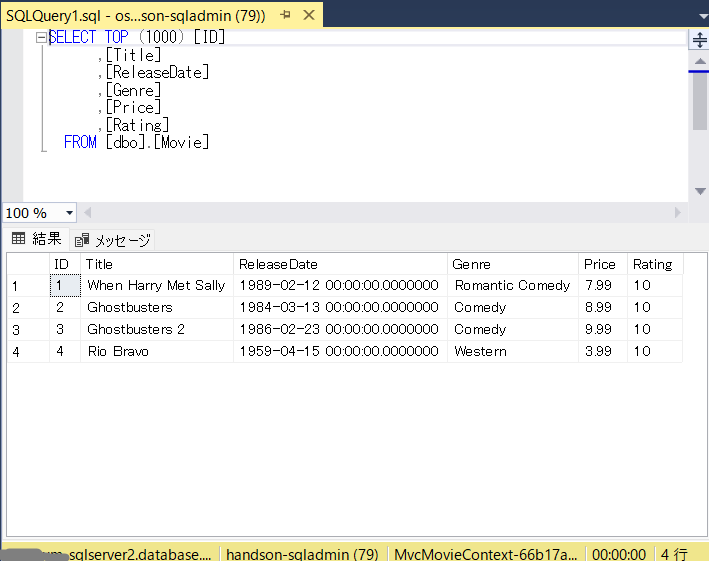 SQLQuery1.sql - os...son-sqladmin (79))
SELECT TOP (1000) [ID]
,[Title]
,[ReleaseDate]
,[Genre]
,[Price]
,[Rating]
FROM [dbo].[Movie]
100 %
結果 メッセージ
ID Title ReleaseDate Genre Price Rating
1 1 When Harry Met Sally 1989-02-12 00:00:00.0000000 Romantic Comedy 7.99 10
2 2 Ghostbusters 1984-03-13 00:00:00.0000000 Comedy 8.99 10
3 3 Ghostbusters 2 1986-02-23 00:00:00.0000000 Comedy 9.99 10
4 4 Rio Bravo 1959-04-15 00:00:00.0000000 Western 3.99 10
sqlserver2.database.... handson-sqladmin (79) MvcMovieContext-66b17a... 00:00:00 4 行